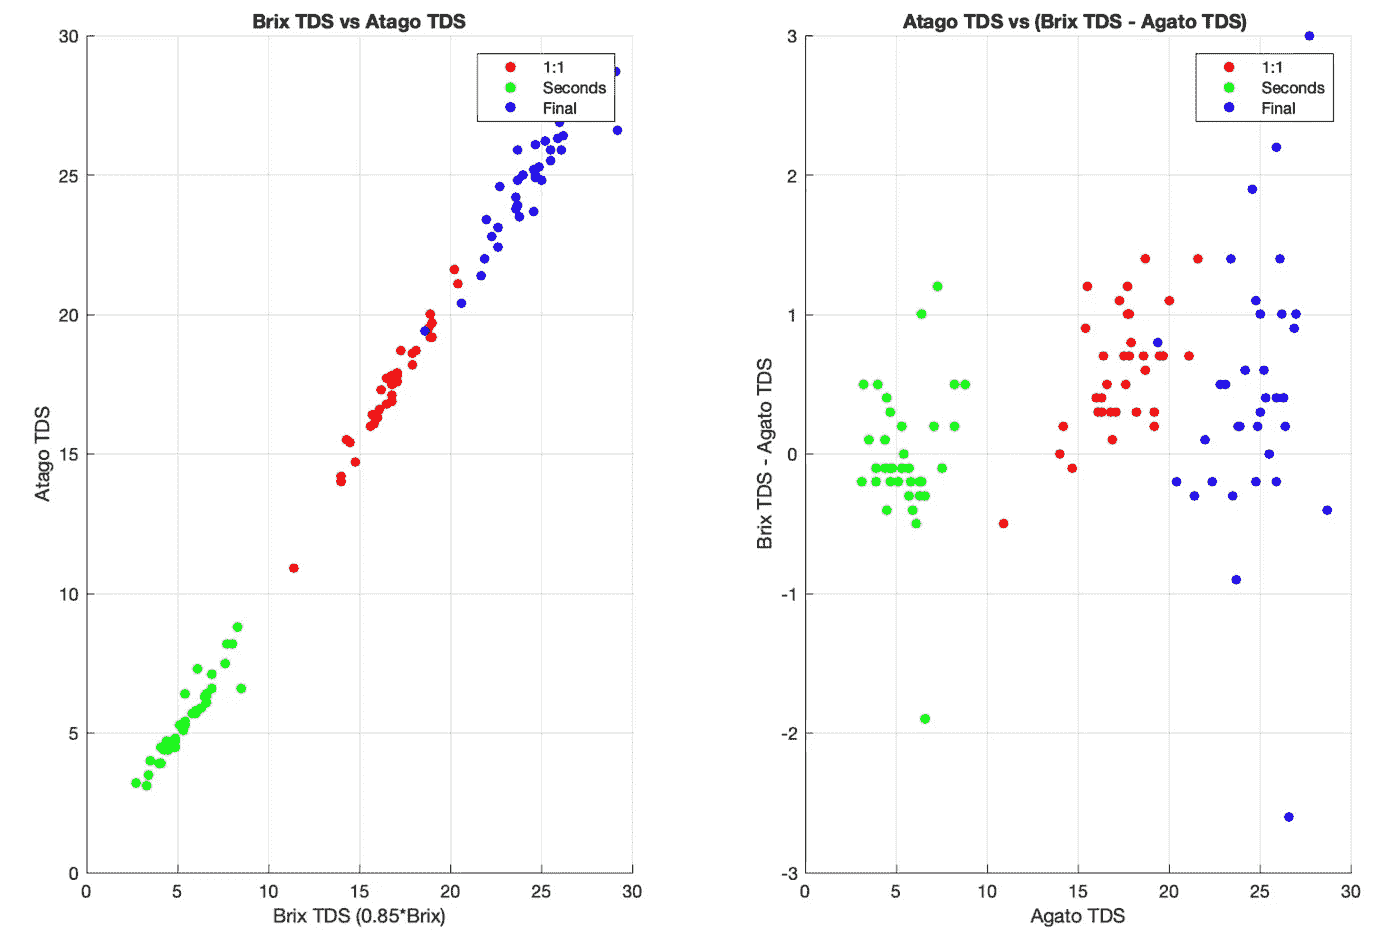 Brix TDS vs Atago TDS
30
25
20
15
10
5
0
0 5 10 15 20 25 30
Atago TDS
Brix TDS (0.85*Brix)
1:1
Seconds
Final
Atago TDS vs (Brix TDS - Agato TDS)
3
2
1
0
-1
-2
-3
0 5 10 15 20 25 30
Brix TDS - Agato TDS
Agato TDS
1:1
Seconds
Final